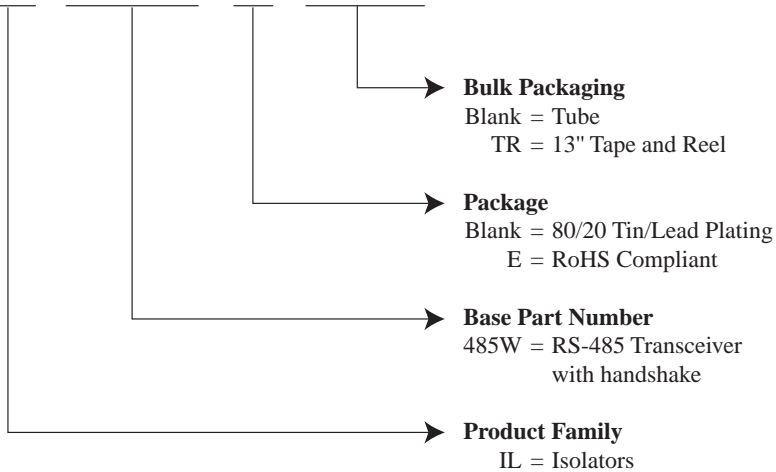 Bulk Packaging
Blank = Tube
TR = 13" Tape and Reel
Package
Blank = 80/20 Tin/Lead Plating
E = RoHS Compliant
Base Part Number
485W = RS-485 Transceiver
with handshake
Product Family
IL = Isolators